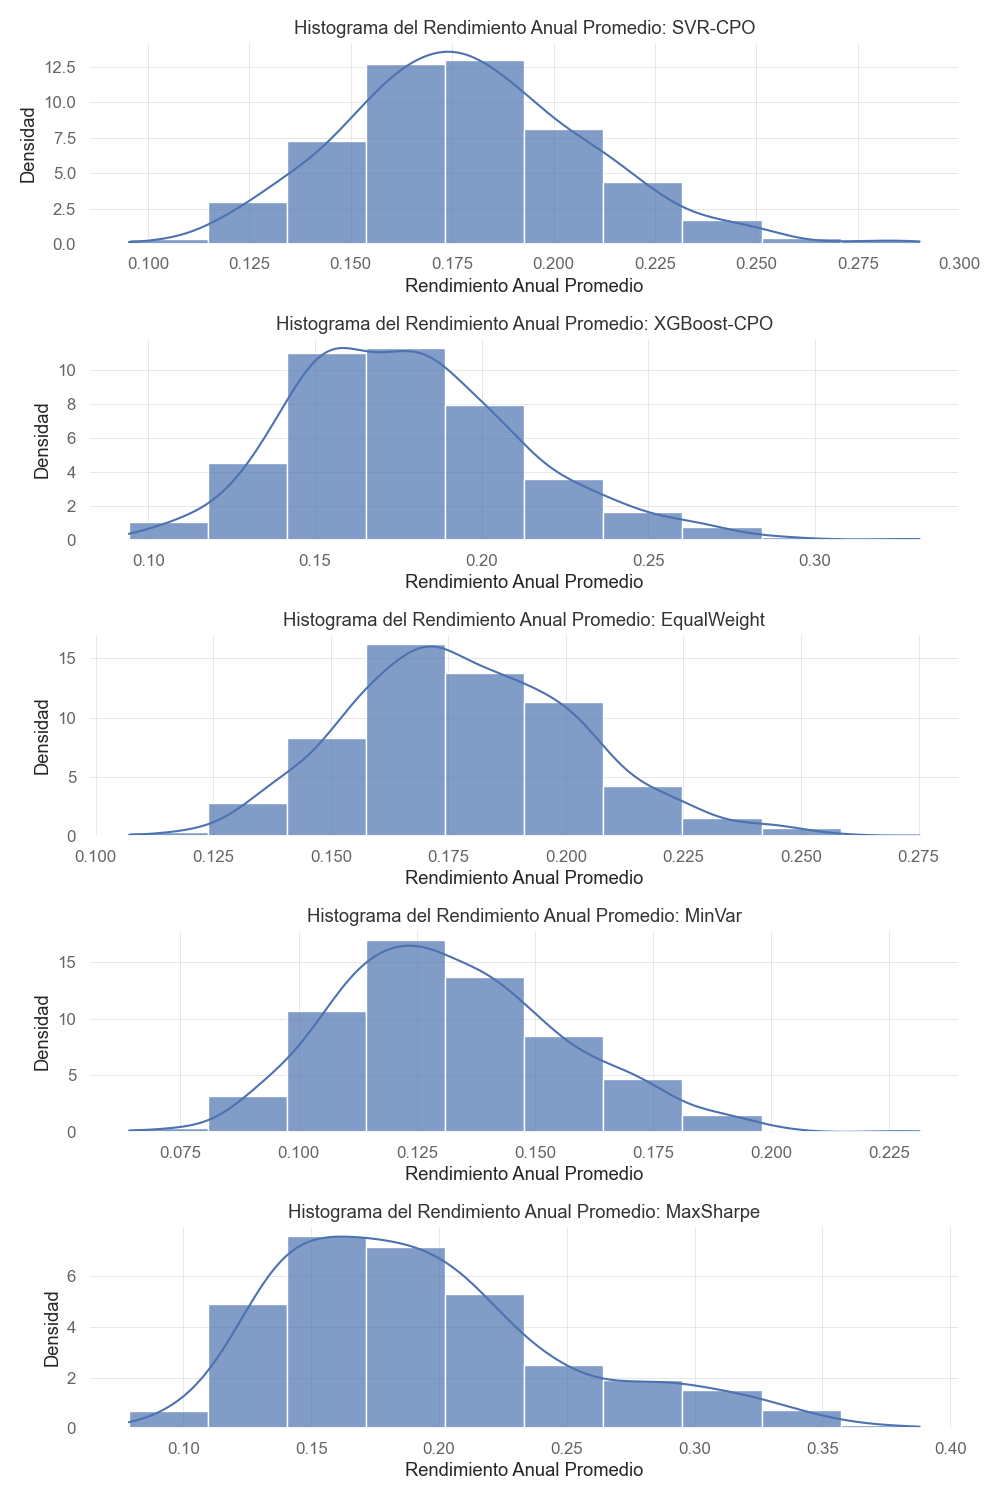 Histograma del Rendimiento Anual Promedio: SVR-CPO
12.5
10.0
7.5
5.0
2.5
0.0
Densidad
0.100 0.125 0.150 0.175 0.200 0.225 0.250 0.275 0.300
Rendimiento Anual Promedio
Histograma del Rendimiento Anual Promedio: XGBoost-CPO
10
8
6
4
2
0
Densidad
0.10 0.15 0.20 0.25 0.30
Rendimiento Anual Promedio
Histograma del Rendimiento Anual Promedio: EqualWeight
15
10
5
0
Densidad
0.100 0.125 0.150 0.175 0.200 0.225 0.250 0.275
Rendimiento Anual Promedio
Histograma del Rendimiento Anual Promedio: MinVar
15
10
5
0
Densidad
0.075 0.100 0.125 0.150 0.175 0.200 0.225
Rendimiento Anual Promedio
Histograma del Rendimiento Anual Promedio: MaxSharpe
6
4
2
0
Densidad
0.10 0.15 0.20 0.25 0.30 0.35 0.40
Rendimiento Anual Promedio